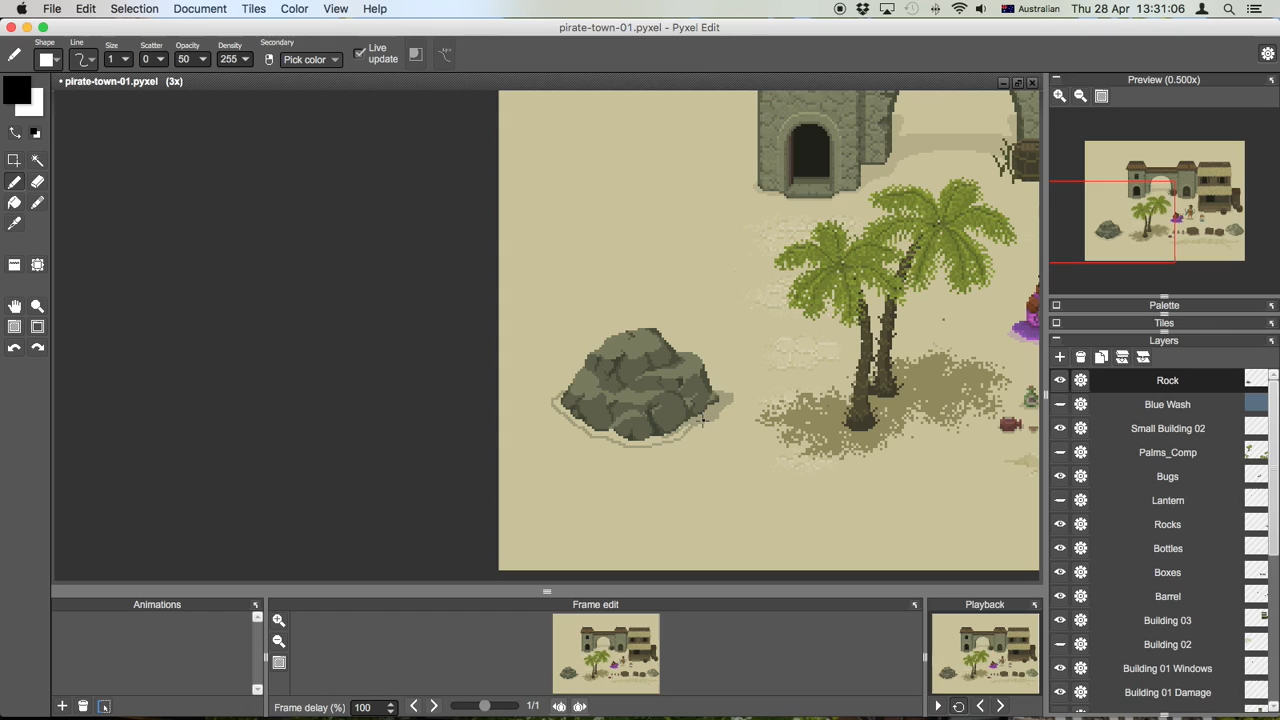 File Edit Selection Document Tiles Color View Help Australian Thu 28 Apr 13:31:06
pirate-town-01.pyxel - Pyxel Edit
Shape Line Size Scatter Opacity Density Secondary
1 0 50 255 Pick color Live update
• pirate-town-01.pyxel (3x)
Preview (0.500x)
Palette
Tiles
Layers
Rock
Blue Wash
Small Building 02
Palms_Comp
Bugs
Lantern
Rocks
Bottles
Boxes
Barrel
Building 03
Building 02
Building 01 Windows
Building 01 Damage
Animations
Frame edit
Playback
Frame delay (%) 100 1/1